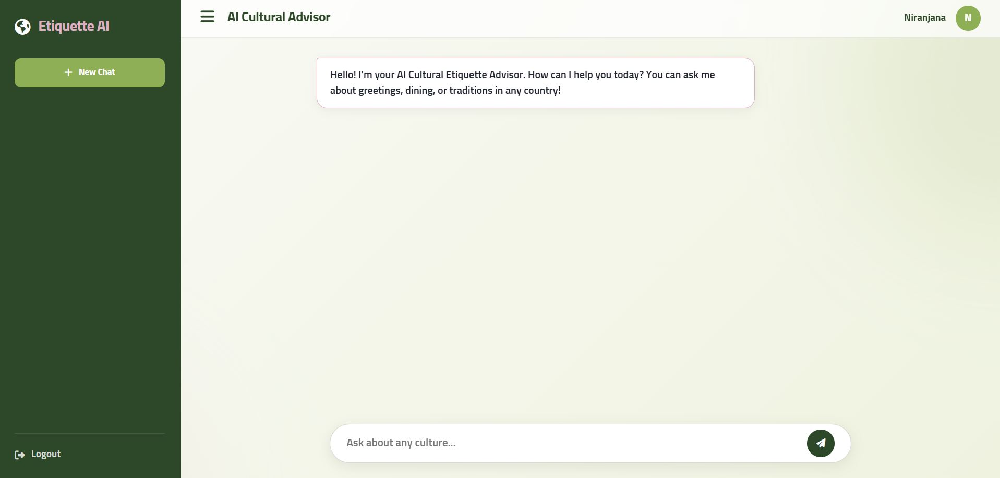 Etiquette AI
New Chat
Logout
AI Cultural Advisor
Niranjana
N
Hello! I'm your AI Cultural Etiquette Advisor. How can I help you today? You can ask me
about greetings, dining, or traditions in any country!
Ask about any culture...